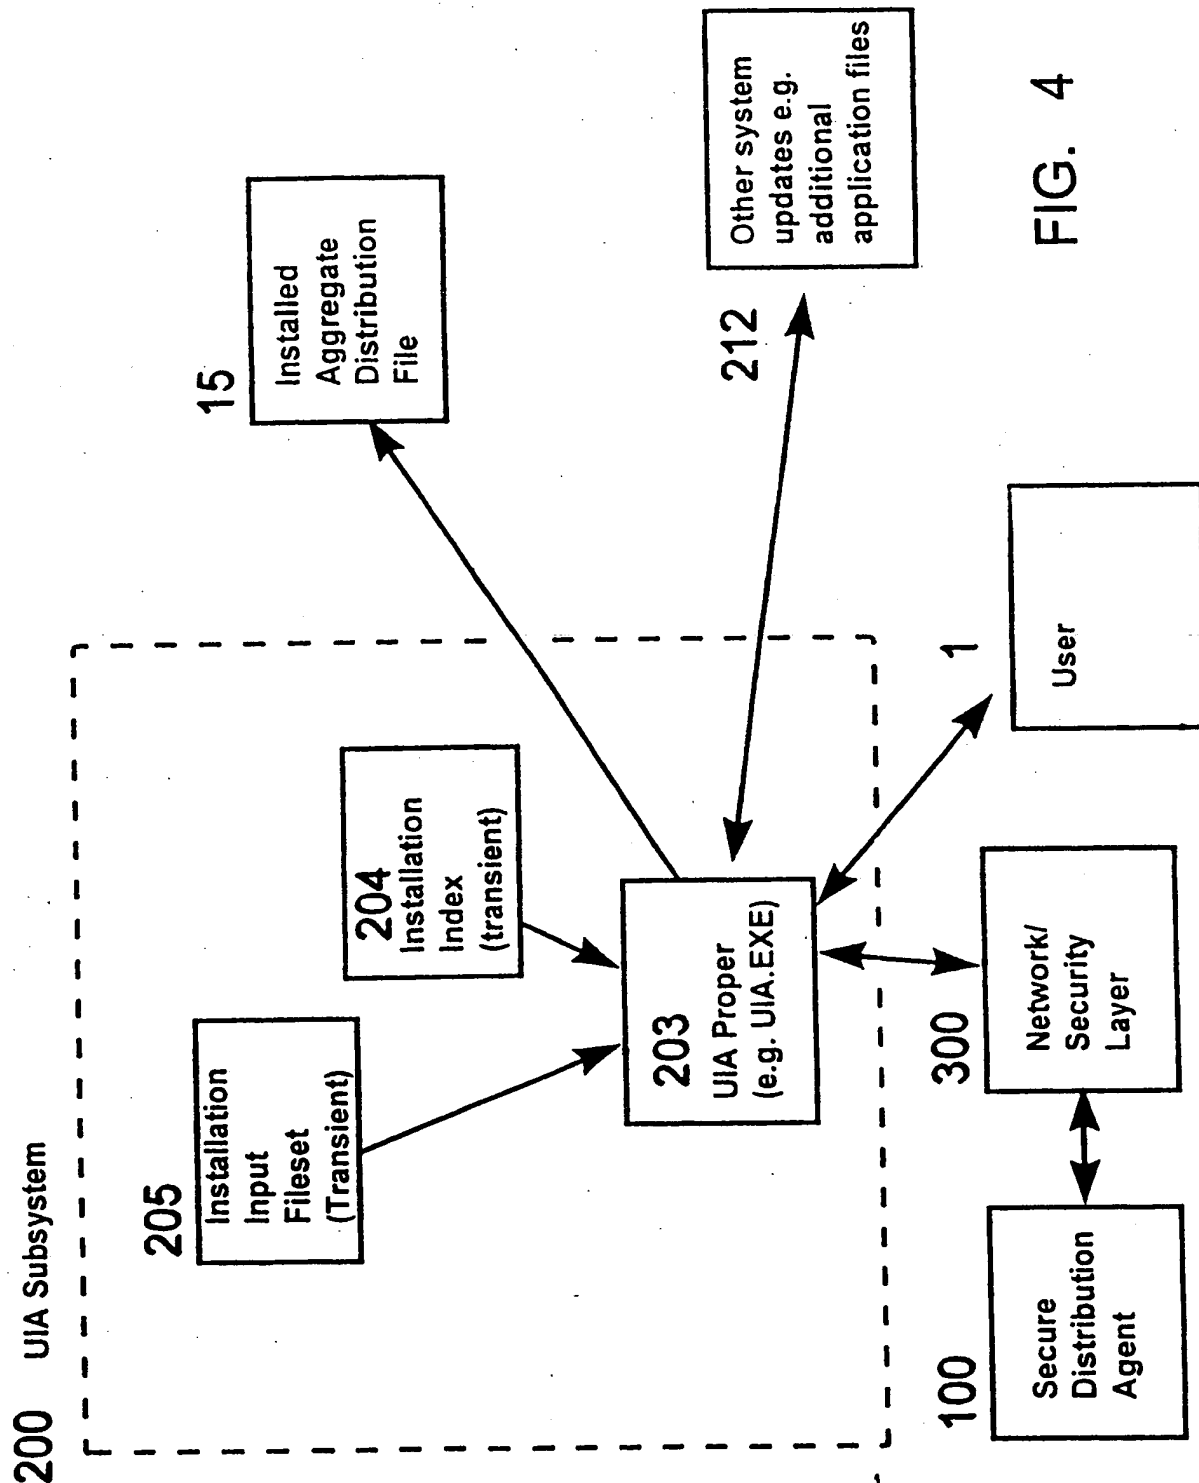 200 UIA Subsystem
205
Installation
Input
Fileset
(Transient)
204
Installation
Index
(transient)
15
Installed
Aggregate
Distribution
File
203
UIA Proper
(e.g. UIA.EXE)
212
Other system
updates e.g.
additional
application files
100
Secure
Distribution
Agent
300
Network/
Security
Layer
1
User
FIG. 4